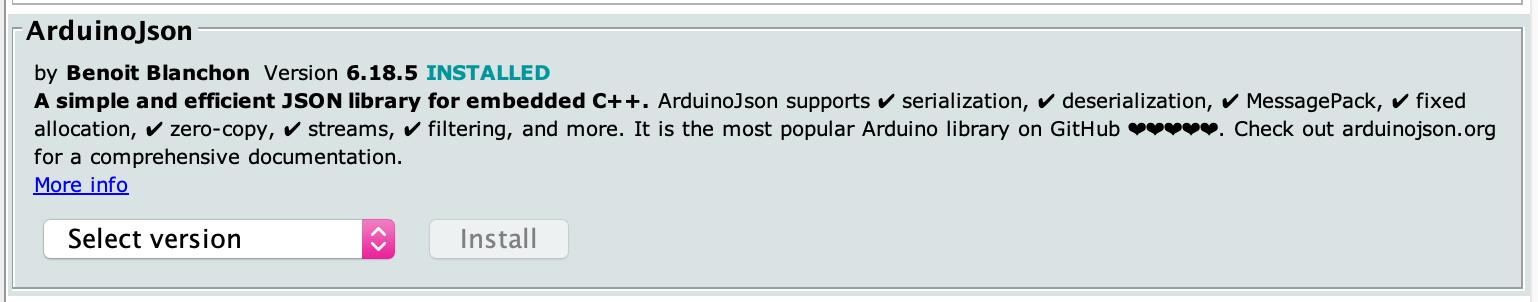 ArduinoJson
by Benoit Blanchon Version 6.18.5 INSTALLED
A simple and efficient JSON library for embedded C++. ArduinoJson supports ✔ serialization, ✔ deserialization, ✔ MessagePack, ✔ fixed
allocation, ✔ zero-copy, ✔ streams, ✔ filtering, and more. It is the most popular Arduino library on GitHub ❤❤❤❤❤. Check out arduinojson.org
for a comprehensive documentation.
More info
Select version Install